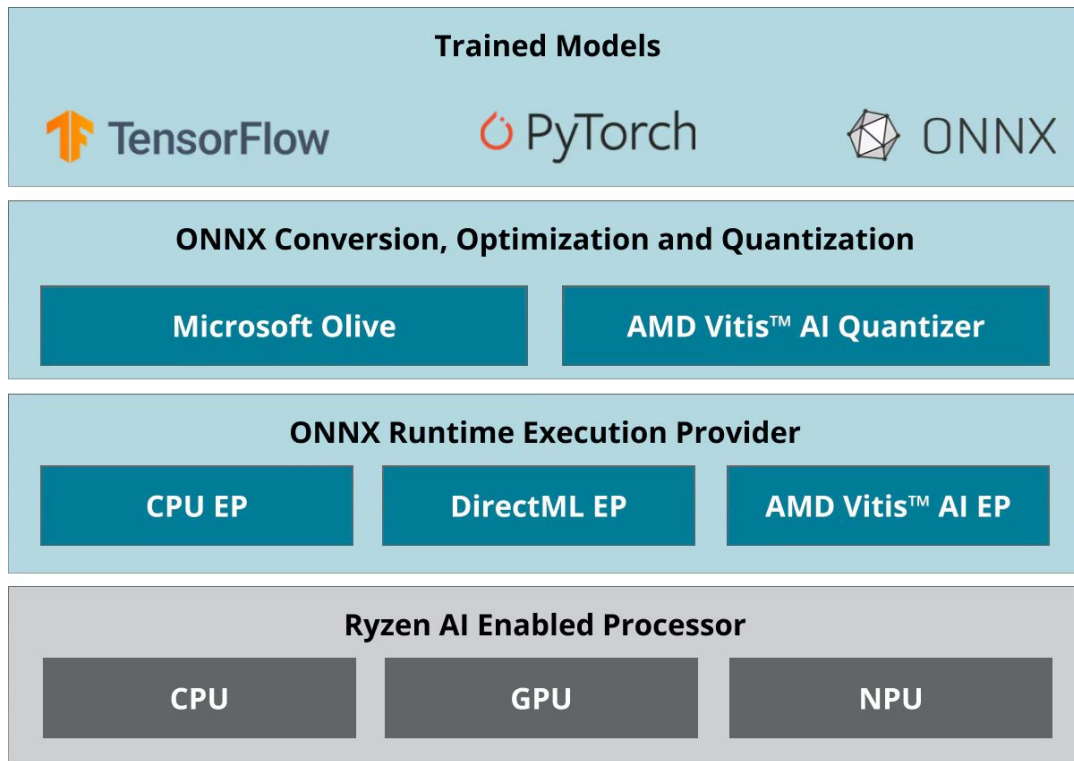 Trained Models
TensorFlow PyTorch ONNX
ONNX Conversion, Optimization and Quantization
Microsoft Olive AMD Vitis™ AI Quantizer
ONNX Runtime Execution Provider
CPU EP DirectML EP AMD Vitis™ AI EP
Ryzen AI Enabled Processor
CPU GPU NPU